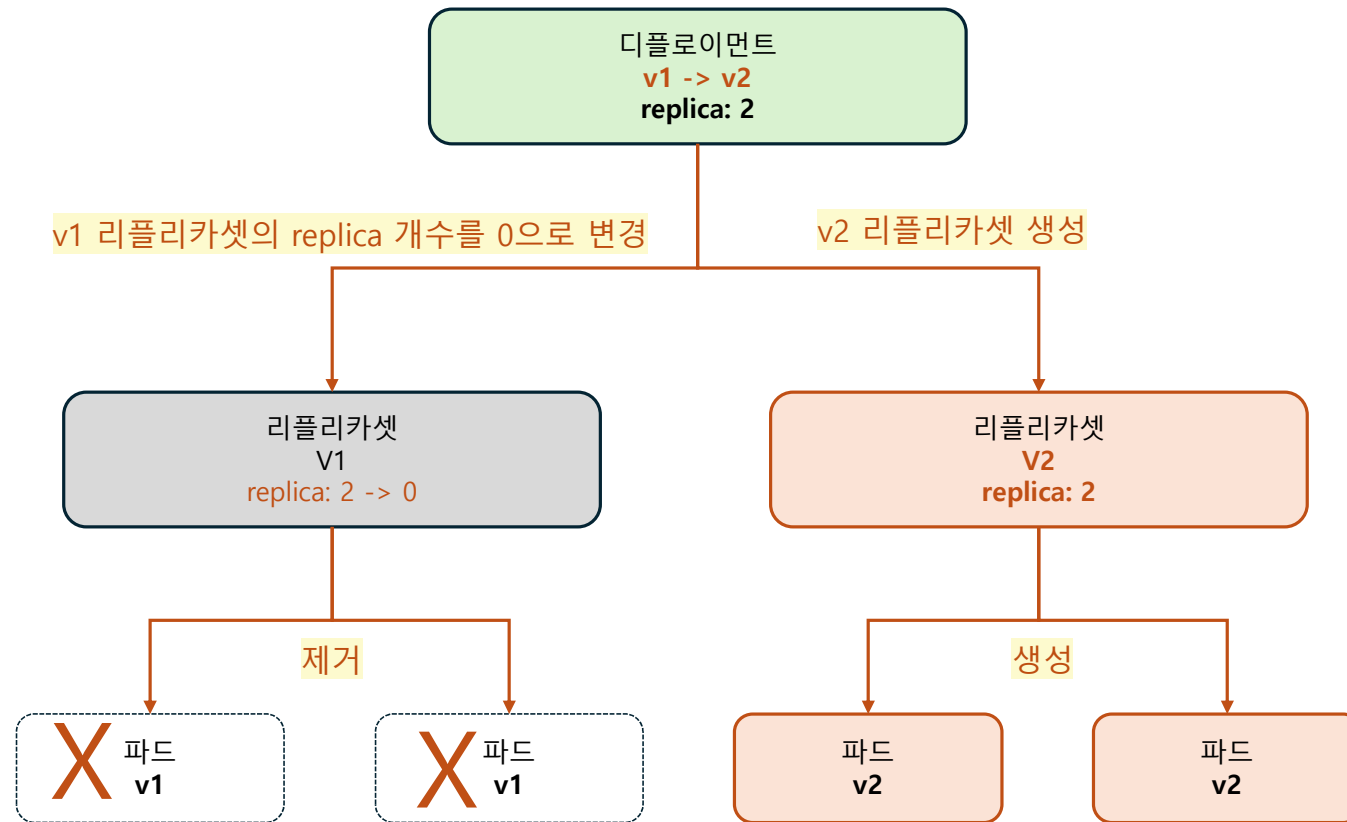 디플로이먼트
v1 -> v2
replica: 2
v1 리플리카셋의 replica 개수를 0으로 변경
v2 리플리카셋 생성
리플리카셋
V1
replica: 2 -> 0
리플리카셋
V2
replica: 2
제거
생성
X
파드
v1
X
파드
v1
파드
v2
파드
v2